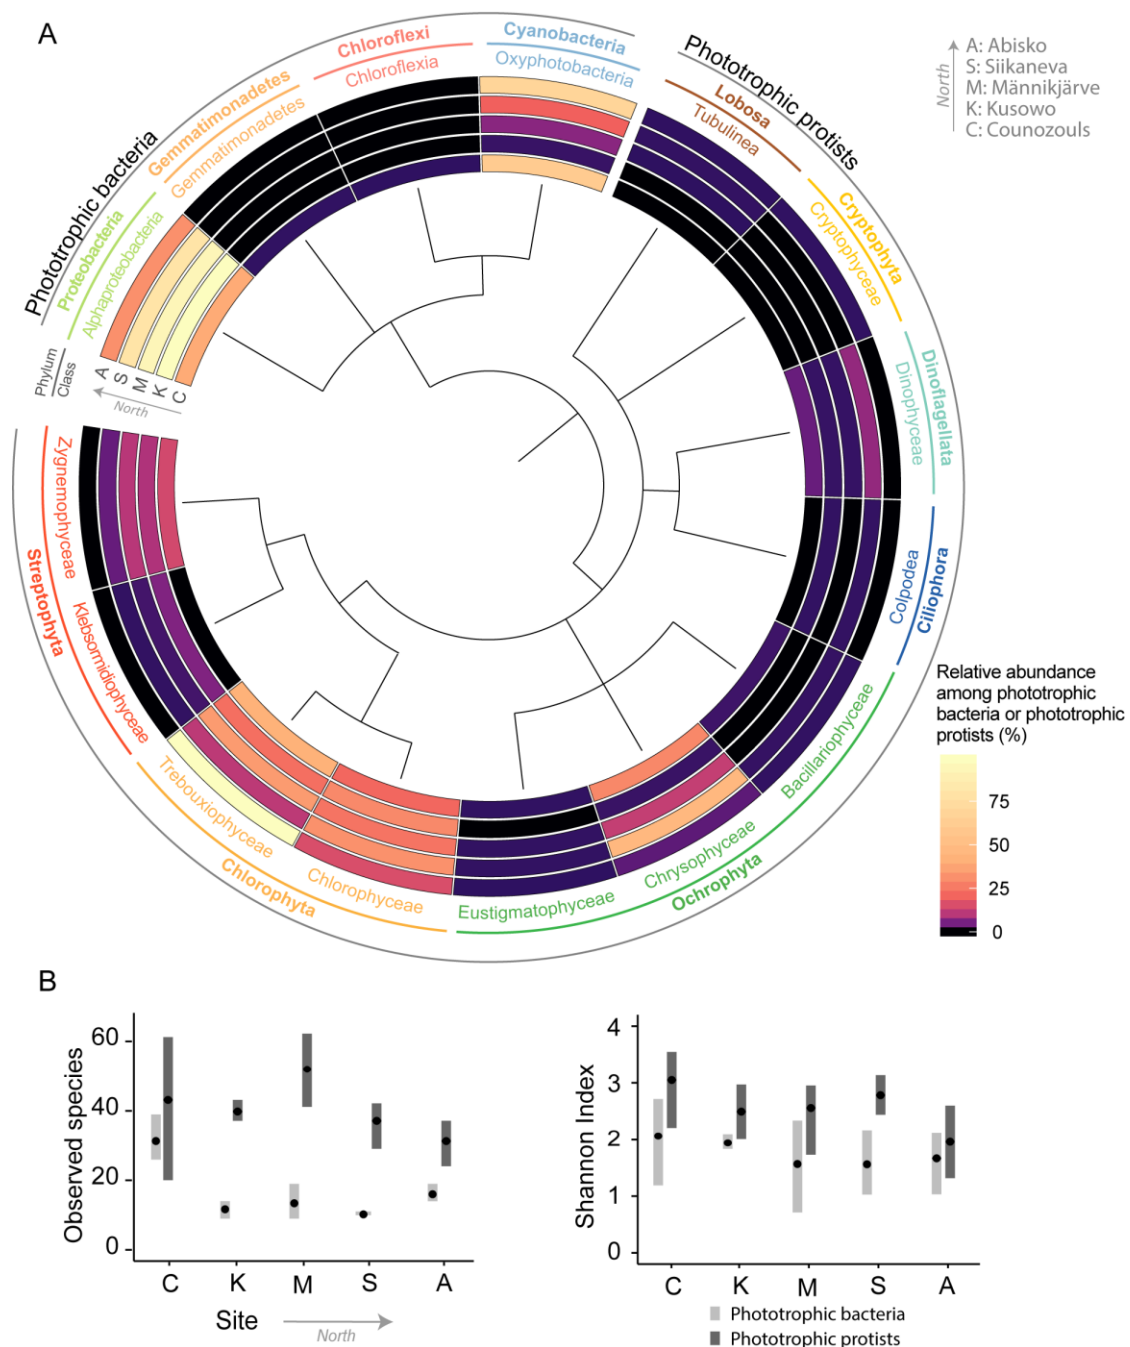 A
Phototrophic bacteria
Proteobacteria
Alphaproteobacteria
Gemmatimonadetes
Gemmatimonadetes
Chloroflexi
Chloroflexia
Cyanobacteria
Oxyphotobacteria
Phototrophic protists
Lobosa
Tubulinea
Cryptophyta
Cryptophyceae
Dinoflagellata
Dinophyceae
Ciliophora
Colpodea
Bacillariophyceae
Chrysophyceae
Ochrophyta
Eustigmatophyceae
Chlorophyceae
Chlorophyta
Trebouxiophyceae
Klebsormidiophyceae
Streptophyta
Zygnemophyceae
Phylum
Class
A
S
M
K
C
North
North
A: Abisko
S: Siikaneva
M: Männikjärve
K: Kusowo
C: Counozouls
Relative abundance
among phototrophic
bacteria or phototrophic
protists (%)
75
50
25
0
B
Observed species
60
40
20
0
C K M S A
Site
North
Shannon Index
4
3
2
1
0
C K M S A
Phototrophic bacteria
Phototrophic protists